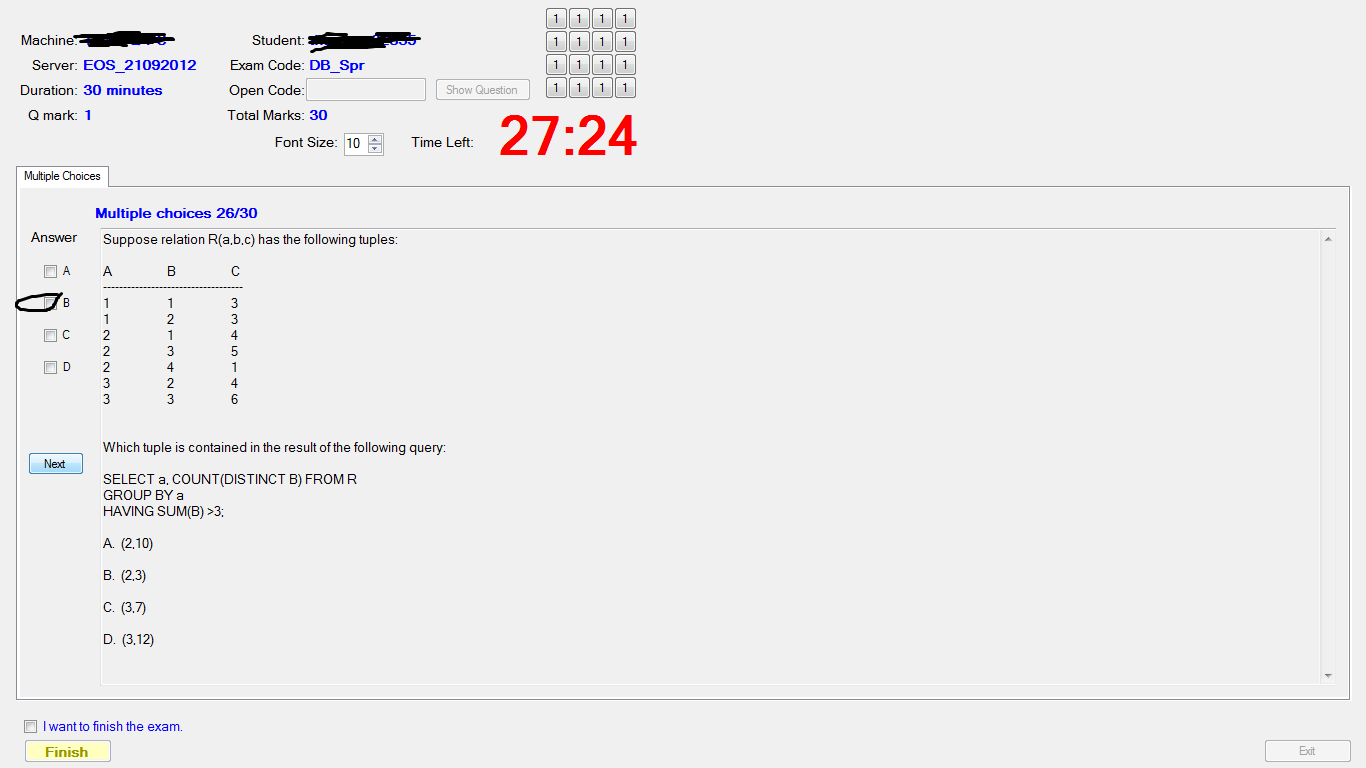 1 1 1 1
Machine: Student:
1 1 1 1
Server: EOS_21092012 Exam Code: DB_Spr
1 1 1 1
Duration: 30 minutes Open Code: Show Question
1 1 1 1
Q mark: 1 Total Marks: 30
Font Size: 10 Time Left: 27:24
Multiple Choices
Multiple choices 26/30
Answer
Suppose relation R(a,b,c) has the following tuples:
A A B C
-----------------------------------
B 1 1 3
1 2 3
C 2 1 4
2 3 5
D 2 4 1
3 2 4
3 3 6
Which tuple is contained in the result of the following query:
Next
SELECT a, COUNT(DISTINCT B) FROM R
GROUP BY a
HAVING SUM(B) >3;
A. (2,10)
B. (2,3)
C. (3,7)
D. (3,12)
I want to finish the exam.
Finish Exit